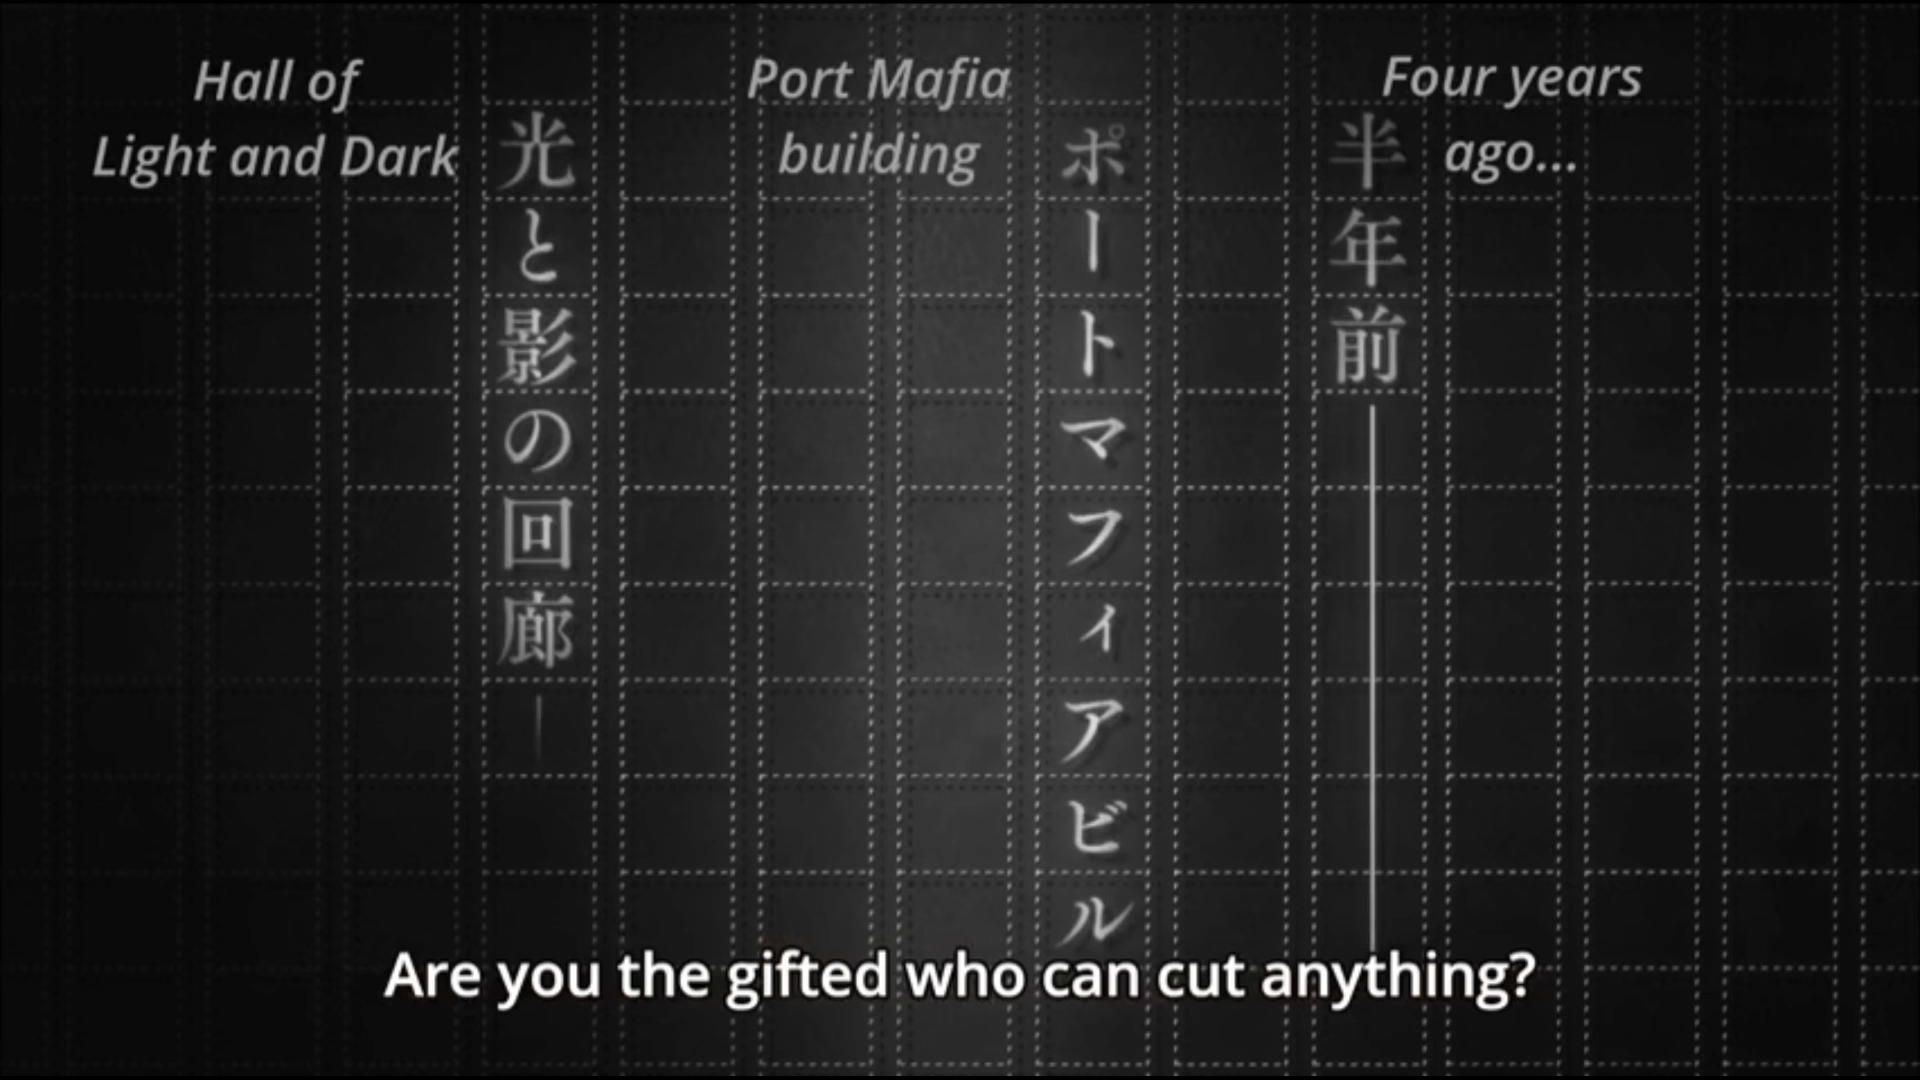 Four years
ago...
半年前――
Port Mafia
building
ポートマフィアビル
Hall of
Light and Dark
光と影の回廊―
Are you the gifted who can cut anything?